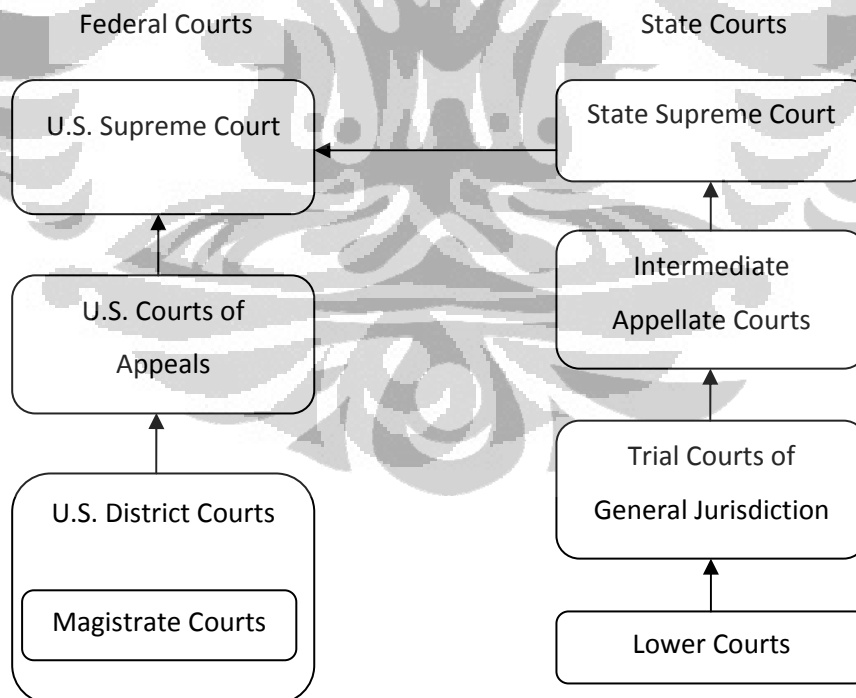 Federal Courts
State Courts
U.S. Supreme Court
State Supreme Court
U.S. Courts of
Appeals
Intermediate
Appellate Courts
Trial Courts of
General Jurisdiction
U.S. District Courts
Magistrate Courts
Lower Courts